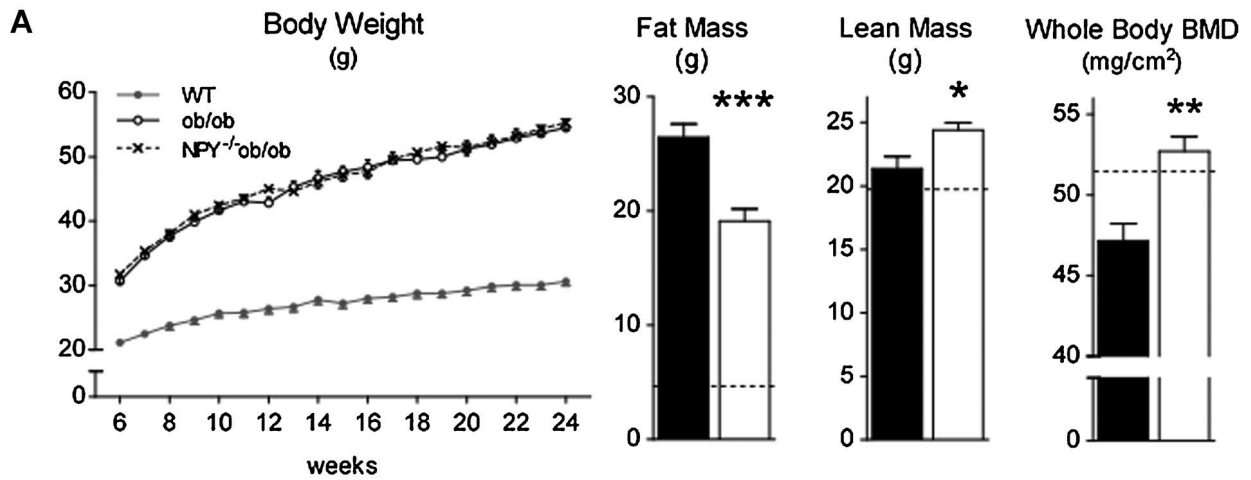 A
Body Weight
(g)
60
50
40
30
20
0
WT
ob/ob
NPY-/-ob/ob
6 8 10 12 14 16 18 20 22 24
weeks
Fat Mass
(g)
30
20
10
0
***
Lean Mass
(g)
25
20
15
10
5
0
*
Whole Body BMD
(mg/cm²)
55
50
45
40
0
**